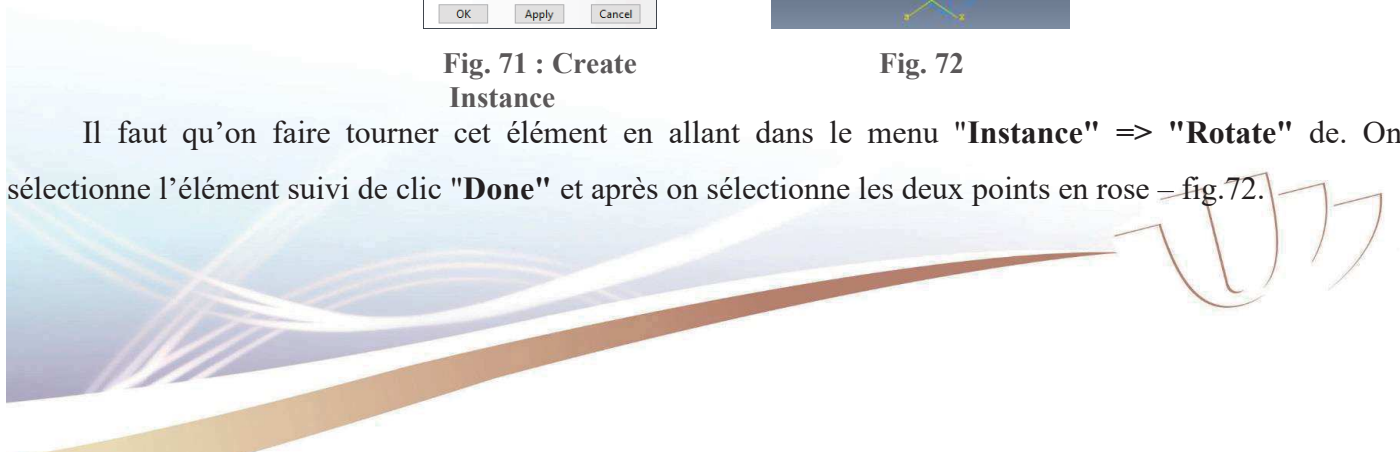 OK Apply Cancel
Fig. 71 : Create Fig. 72
Instance
Il faut qu’on faire tourner cet élément en allant dans le menu "Instance" => "Rotate" de. On
sélectionne l’élément suivi de clic "Done" et après on sélectionne les deux points en rose – fig.72.